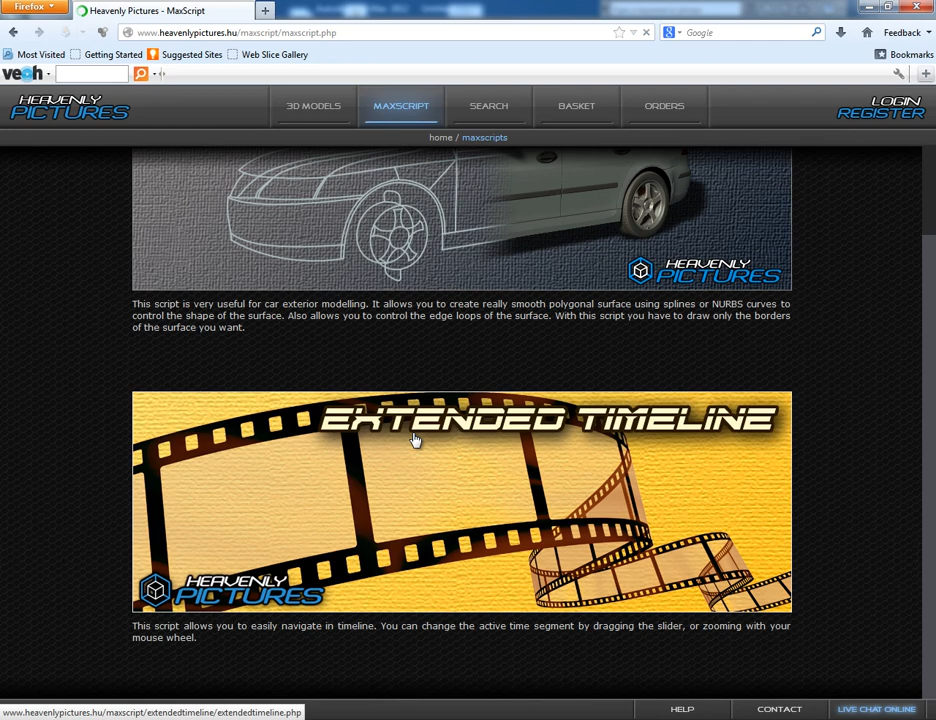 Firefox
Heavenly Pictures - MaxScript
www.heavenlypictures.hu/maxscript/maxscript.php
Google
Feedback
Most Visited
Getting Started
Suggested Sites
Web Slice Gallery
Bookmarks
veoh
HEAVENLY
PICTURES
3D MODELS
MAXSCRIPT
SEARCH
BASKET
ORDERS
LOGIN
REGISTER
home / maxscripts
HEAVENLY
PICTURES
This script is very useful for car exterior modelling. It allows you to create really smooth polygonal surface using splines or NURBS curves to
control the shape of the surface. Also allows you to control the edge loops of the surface. With this script you have to draw only the borders
of the surface you want.
EXTENDED TIMELINE
HEAVENLY
PICTURES
This script allows you to easily navigate in timeline. You can change the active time segment by dragging the slider, or zooming with your
mouse wheel.
www.heavenlypictures.hu/maxscript/extendedtimeline/extendedtimeline.php
HELP
CONTACT
LIVE CHAT ONLINE